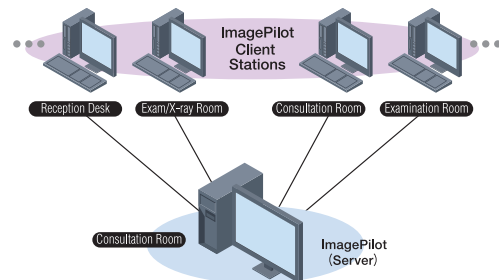 ImagePilot
Client
Stations
Reception Desk
Exam/X-ray Room
Consultation Room
Examination Room
Consultation Room
ImagePilot
(Server)